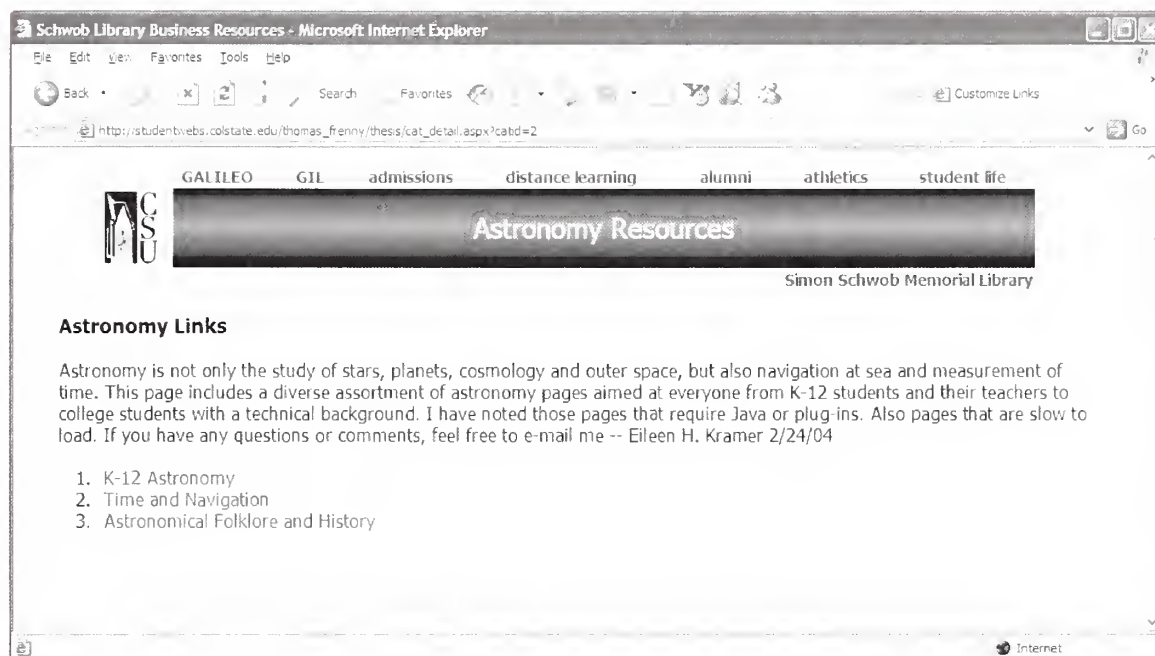 Schwob Library Business Resources - Microsoft Internet Explorer
File Edit View Favorites Tools Help
Back Search Favorites Customize Links
http://studentwebs.colstate.edu/thomas_frenny/thesis/cat_detail.aspx?catid=2 Go
GALILEO GIL admissions distance learning alumni athletics student life
CSU
Astronomy Resources
Simon Schwob Memorial Library
Astronomy Links
Astronomy is not only the study of stars, planets, cosmology and outer space, but also navigation at sea and measurement of
time. This page includes a diverse assortment of astronomy pages aimed at everyone from K-12 students and their teachers to
college students with a technical background. I have noted those pages that require Java or plug-ins. Also pages that are slow to
load. If you have any questions or comments, feel free to e-mail me -- Eileen H. Kramer 2/24/04
1. K-12 Astronomy
2. Time and Navigation
3. Astronomical Folklore and History
Internet